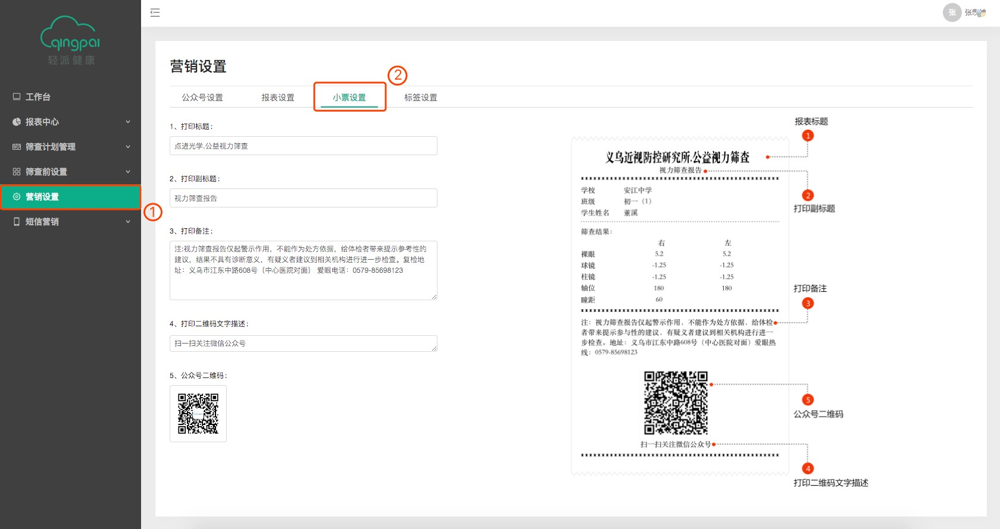 qingpai
轻派健康
工作台
报表中心
筛查计划管理
筛查前设置
营销设置
短信营销
①
张
营销设置
②
公众号设置
报表设置
小票设置
标签设置
1、打印标题：
点进光学.公益视力筛查
2、打印副标题：
视力筛查报告
3、打印备注：
注:视力筛查报告仅起警示作用，不能作为处方依据，给体检者带来提示参考性的
建议，结果不具有诊断意义，有疑义者建议到相关机构进行进一步检查。复检地
址：义乌市江东中路608号（中心医院对面） 爱眼电话：0579-85698123
4、打印二维码文字描述：
扫一扫关注微信公众号
5、公众号二维码：
报表标题
1
义乌近视防控研究所.公益视力筛查
视力筛查报告
********************************************
2
打印副标题
学校 安江中学
班级 初一（1）
学生姓名 董溪
筛查结果：
右 左
裸眼 5.2 5.2
球镜 -1.25 -1.25
柱镜 -1.25 -1.25
轴位 180 180
瞳距 60
********************************************
打印备注
3
注：视力筛查报告仅起警示作用、不能作为处方依据、给体检
者带来提示参与性的建议、有疑义者建议到相关机构进行进一
步检查。地址：义乌市江东中路608号（中心医院对面）爱眼热
线：0579-85698123
5
公众号二维码
扫一扫关注微信公众号
********************************************
4
打印二维码文字描述